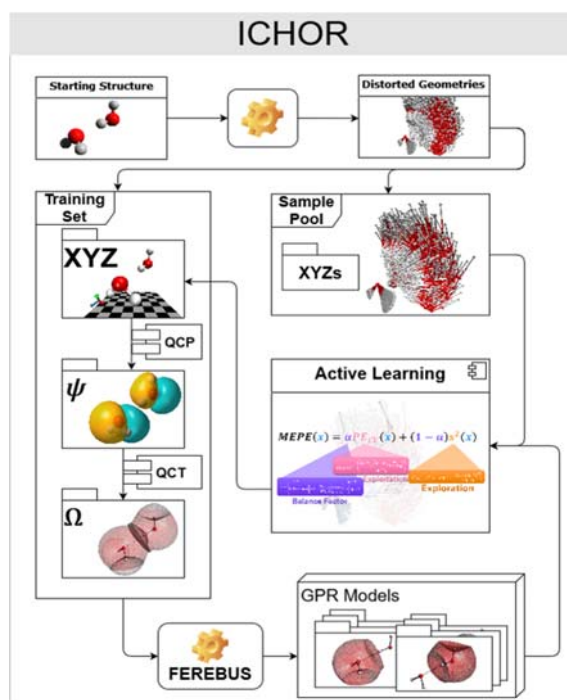 ICHOR
Starting Structure
Distorted Geometries
Training
Set
Sample
Pool
XYZ
XYZs
QCP
ψ
Active Learning
MEPE(x) = αPE_CV(x) + (1 − α)s²(x)
Exploration
Balance Factor
QCT
Ω
GPR Models
FEREBUS